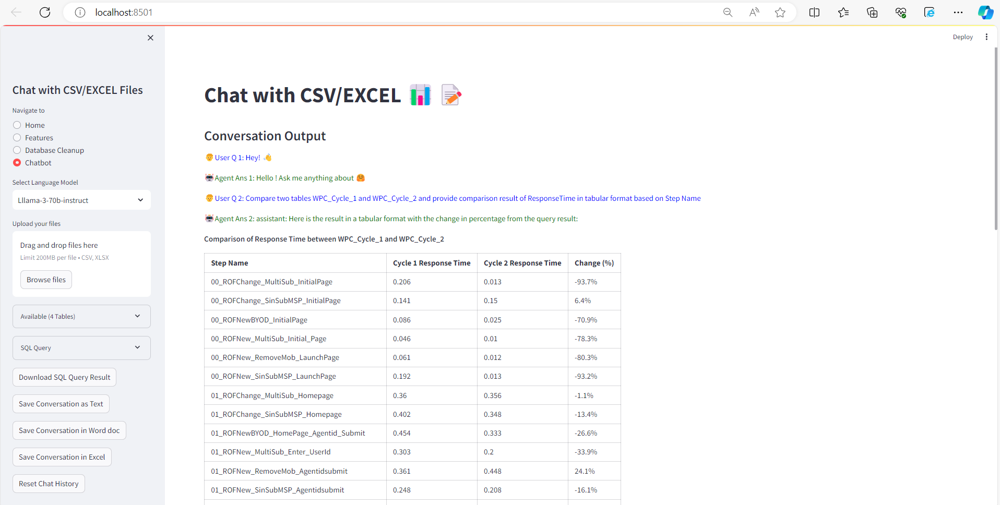 localhost:8501
Deploy
Chat with CSV/EXCEL Files
Navigate to
Home
Features
Database Cleanup
Chatbot
Select Language Model
Lllama-3-70b-instruct
Upload your files
Drag and drop files here
Limit 200MB per file • CSV, XLSX
Browse files
Available (4 Tables)
SQL Query
Download SQL Query Result
Save Conversation as Text
Save Conversation in Word doc
Save Conversation in Excel
Reset Chat History
Chat with CSV/EXCEL
Conversation Output
User Q 1: Hey!
Agent Ans 1: Hello ! Ask me anything about
User Q 2: Compare two tables WPC_Cycle_1 and WPC_Cycle_2 and provide comparison result of ResponseTime in tabular format based on Step Name
Agent Ans 2: assistant: Here is the result in a tabular format with the change in percentage from the query result:
Comparison of Response Time between WPC_Cycle_1 and WPC_Cycle_2
Step Name Cycle 1 Response Time Cycle 2 Response Time Change (%)
00_ROFChange_MultiSub_InitialPage 0.206 0.013 -93.7%
00_ROFChange_SinSubMSP_InitialPage 0.141 0.15 6.4%
00_ROFNewBYOD_InitialPage 0.086 0.025 -70.9%
00_ROFNew_MultiSub_Initial_Page 0.046 0.01 -78.3%
00_ROFNew_RemoveMob_LaunchPage 0.061 0.012 -80.3%
00_ROFNew_SinSubMSP_LaunchPage 0.192 0.013 -93.2%
01_ROFChange_MultiSub_Homepage 0.36 0.356 -1.1%
01_ROFChange_SinSubMSP_Homepage 0.402 0.348 -13.4%
01_ROFNewBYOD_HomePage_Agentid_Submit 0.454 0.333 -26.6%
01_ROFNew_MultiSub_Enter_UserId 0.303 0.2 -33.9%
01_ROFNew_RemoveMob_Agentidsubmit 0.361 0.448 24.1%
01_ROFNew_SinSubMSP_Agentidsubmit 0.248 0.208 -16.1%